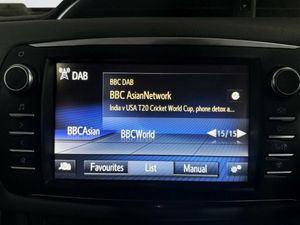 DAB
BBC DAB
BBC AsianNetwork
India v USA T20 Cricket World Cup, phone detox a...
BBCAsian
BBCWorld
15/15
Favourites
List
Manual